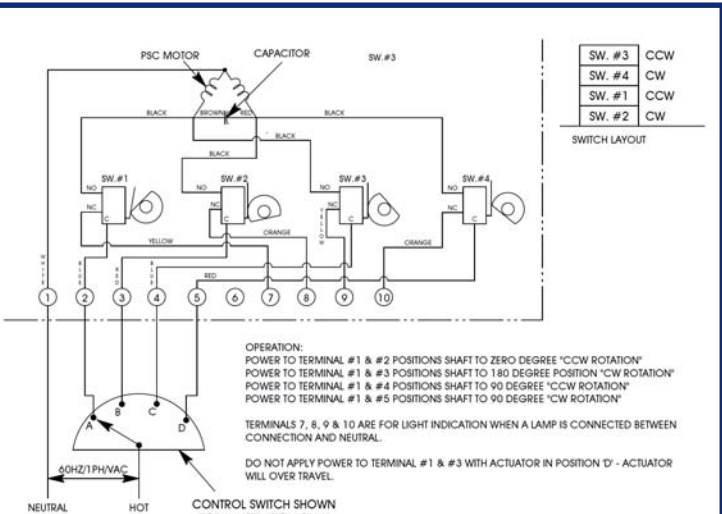 PSC MOTOR
CAPACITOR
SW.#3
SW. #3 CCW
SW. #4 CW
SW. #1 CCW
SW. #2 CW
SWITCH LAYOUT
BLACK
BROWN
RED
BLACK
BLACK
BLACK
SW.#1
SW.#2
SW.#3
SW.#4
NO
NO
NO
NO
NC
NC
NC
NC
C
C
C
C
YELLOW
ORANGE
YELLOW
ORANGE
WHITE
BLUE
RED
BLUE
RED
1 2 3 4 5 6 7 8 9 10
OPERATION:
POWER TO TERMINAL #1 & #2 POSITIONS SHAFT TO ZERO DEGREE "CCW ROTATION"
POWER TO TERMINAL #1 & #3 POSITIONS SHAFT TO 180 DEGREE POSITION "CW ROTATION"
POWER TO TERMINAL #1 & #4 POSITIONS SHAFT TO 90 DEGREE "CCW ROTATION"
POWER TO TERMINAL #1 & #5 POSITIONS SHAFT TO 90 DEGREE "CW ROTATION"
TERMINALS 7, 8, 9 & 10 ARE FOR LIGHT INDICATION WHEN A LAMP IS CONNECTED BETWEEN
CONNECTION AND NEUTRAL.
DO NOT APPLY POWER TO TERMINAL #1 & #3 WITH ACTUATOR IN POSITION 'D' - ACTUATOR
WILL OVER TRAVEL.
A
B
C
D
60HZ/1PH/VAC
NEUTRAL
HOT
CONTROL SWITCH SHOWN